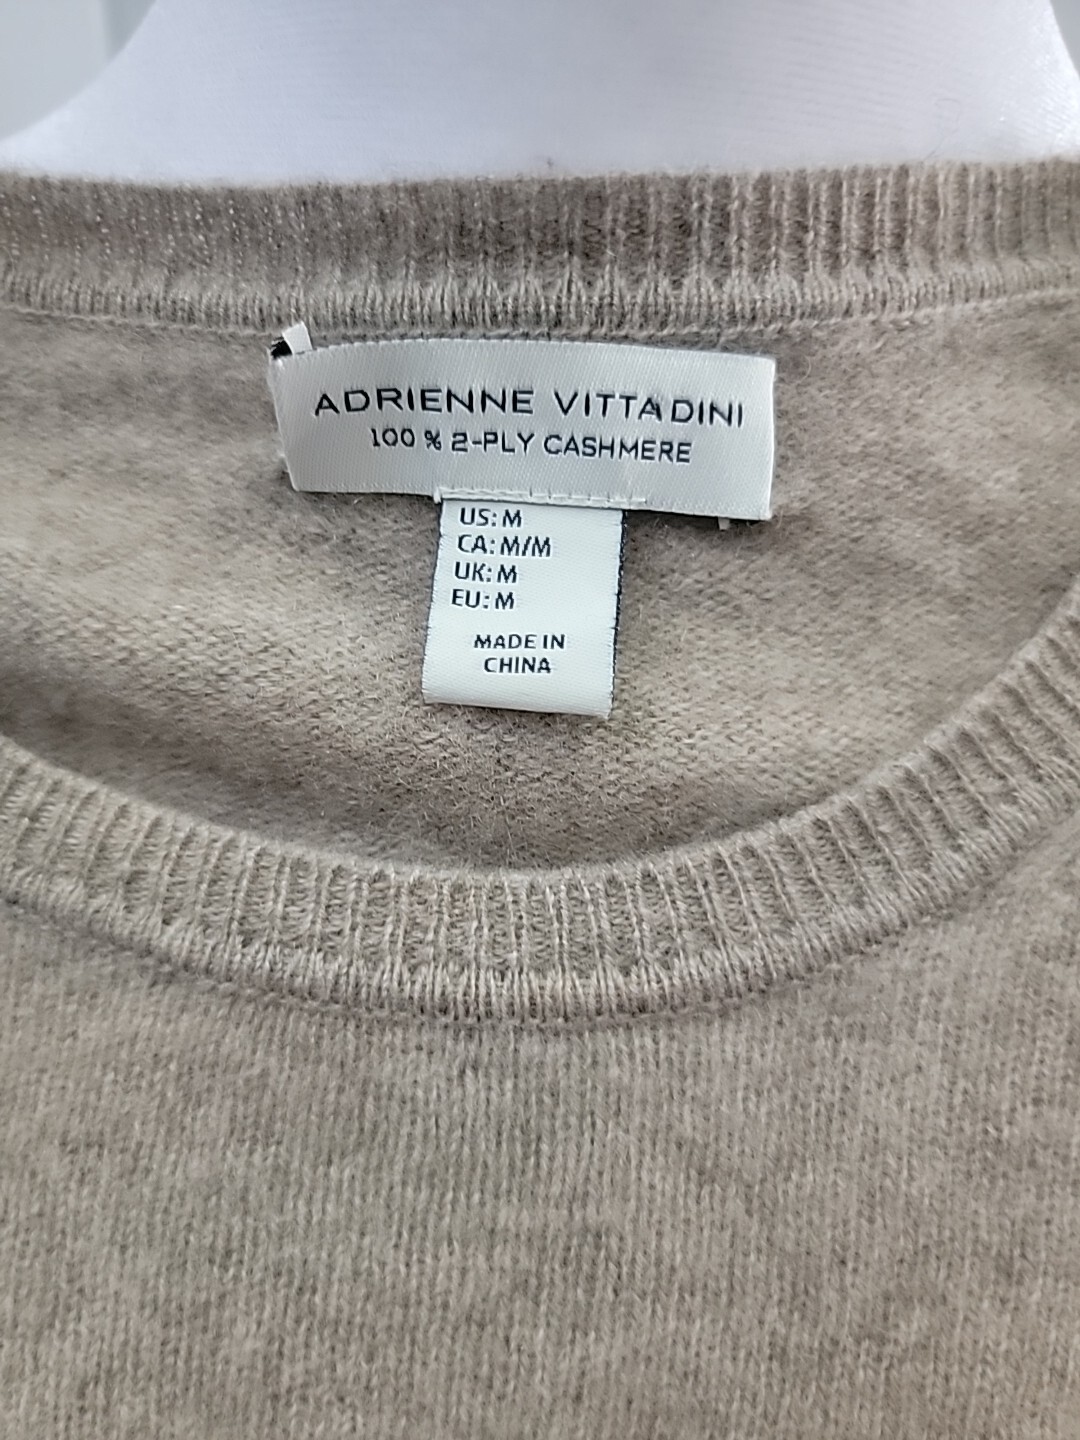 ADRIENNE VITTADINI
100 % 2-PLY CASHMERE
US: M
CA: M/M
UK: M
EU: M
MADE IN
CHINA